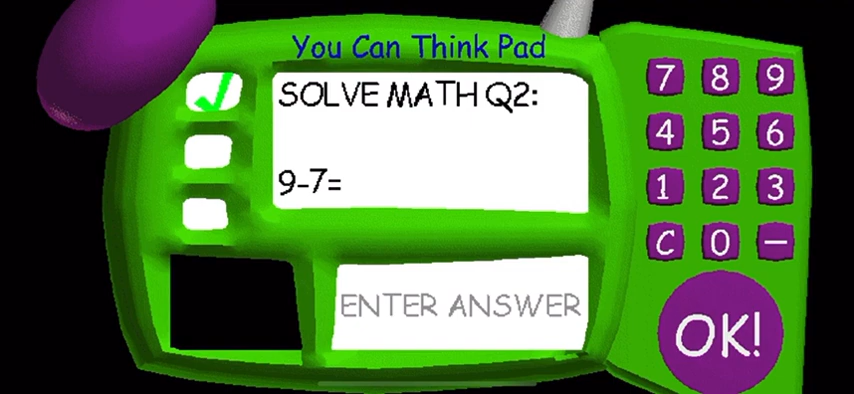 You Can Think Pad
SOLVE MATH Q2:
9-7=
ENTER ANSWER
7 8 9
4 5 6
1 2 3
C 0 -
OK!